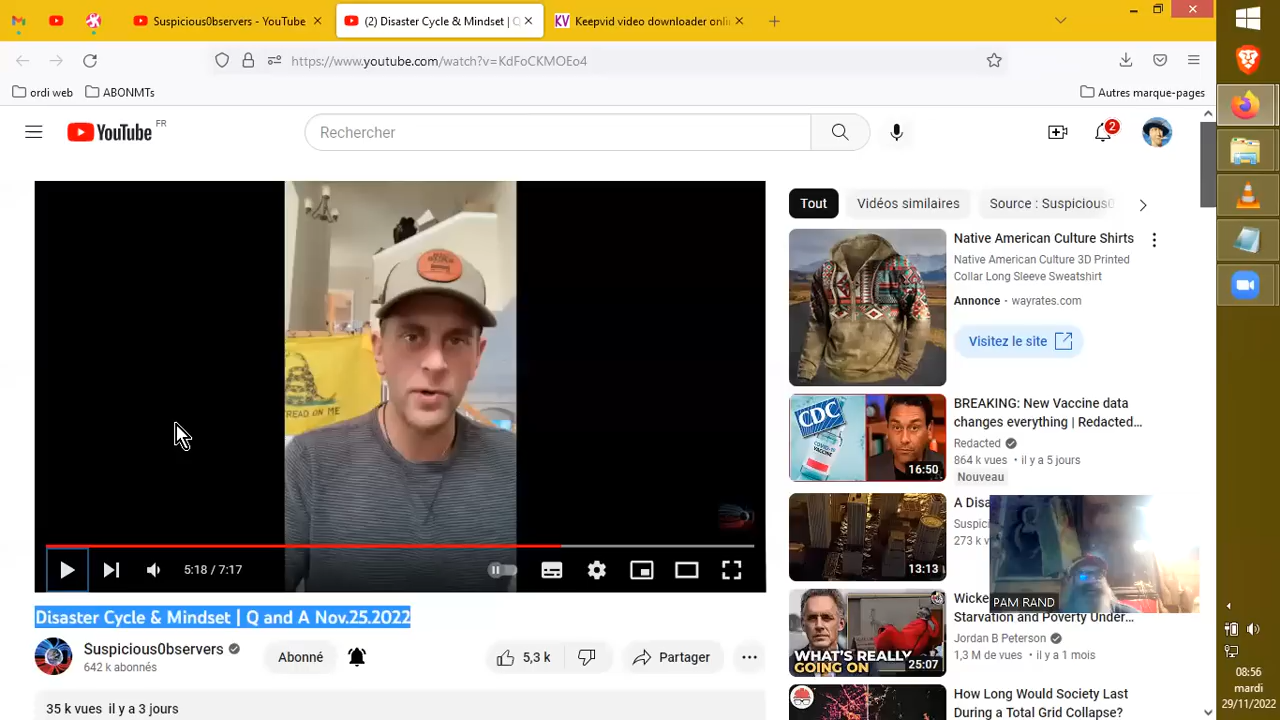 Suspicious0bservers - YouTube
(2) Disaster Cycle & Mindset | Q
Keepvid video downloader onli
https://www.youtube.com/watch?v=KdFoCKMOEo4
ordi web
ABONMTs
Autres marque-pages
YouTube FR
Rechercher
2
TREAD ON ME
5:18 / 7:17
Disaster Cycle & Mindset | Q and A Nov.25.2022
Suspicious0bservers
642 k abonnés
Abonné
5,3 k
Partager
35 k vues il y a 3 jours
Tout
Vidéos similaires
Source : Suspicious0
Native American Culture Shirts
Native American Culture 3D Printed
Collar Long Sleeve Sweatshirt
Annonce · wayrates.com
Visitez le site
CDC
16:50
BREAKING: New Vaccine data
changes everything | Redacted...
Redacted
864 k vues · il y a 5 jours
Nouveau
13:13
A Disa
Suspici
273 k v
PAM RAND
WHAT'S REALLY
GOING ON
25:07
Wicke
Starvation and Poverty Under...
Jordan B Peterson
1,3 M de vues · il y a 1 mois
How Long Would Society Last
During a Total Grid Collapse?
08:56
mardi
29/11/2022